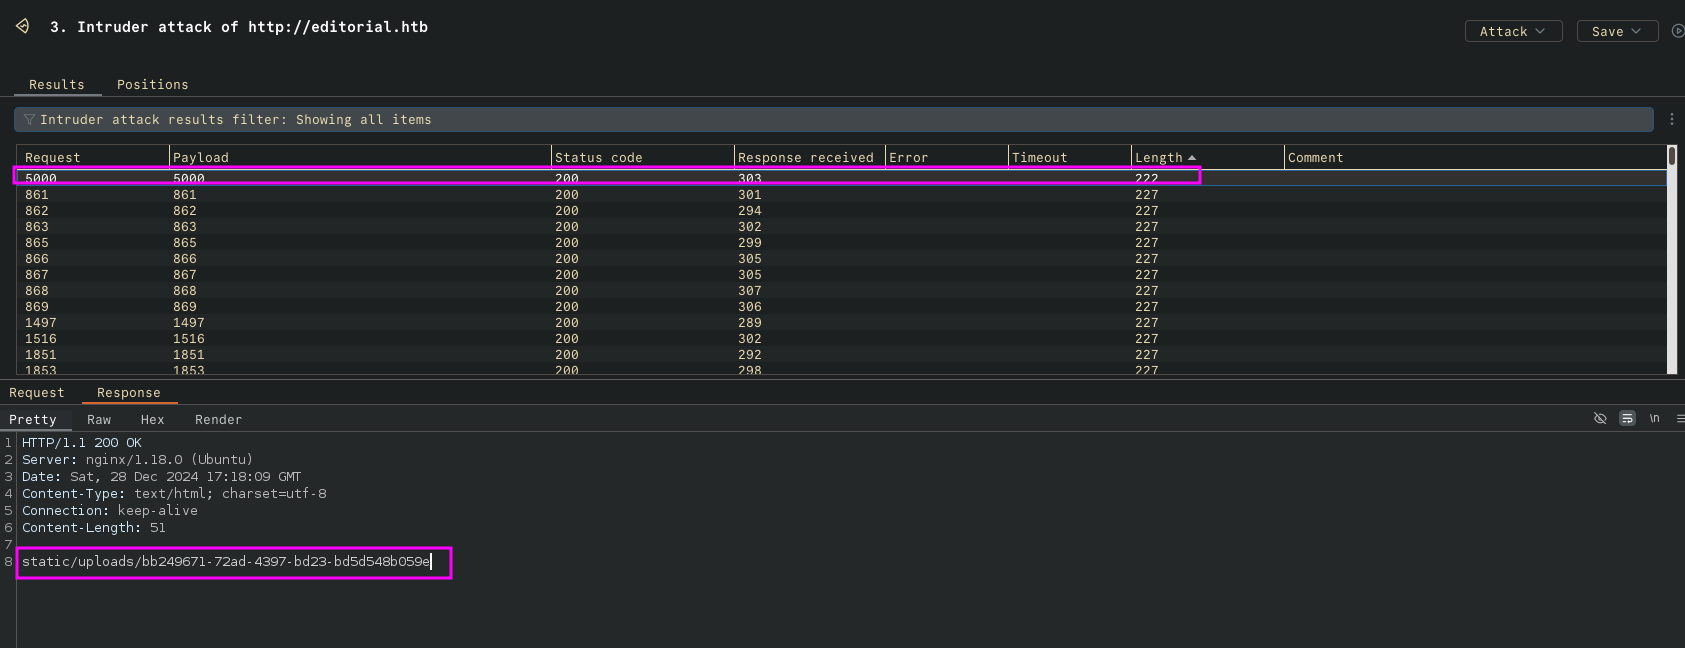 3. Intruder attack of http://editorial.htb
Attack
Save
Results Positions
Intruder attack results filter: Showing all items
Request Payload Status code Response received Error Timeout Length Comment
5000 5000 200 303 222
861 861 200 301 227
862 862 200 294 227
863 863 200 302 227
865 865 200 299 227
866 866 200 305 227
867 867 200 305 227
868 868 200 307 227
869 869 200 306 227
1497 1497 200 289 227
1516 1516 200 302 227
1851 1851 200 292 227
1853 1853 200 298 227
Request Response
Pretty Raw Hex Render \n
1 HTTP/1.1 200 OK
2 Server: nginx/1.18.0 (Ubuntu)
3 Date: Sat, 28 Dec 2024 17:18:09 GMT
4 Content-Type: text/html; charset=utf-8
5 Connection: keep-alive
6 Content-Length: 51
7
8 static/uploads/bb249671-72ad-4397-bd23-bd5d548b059e